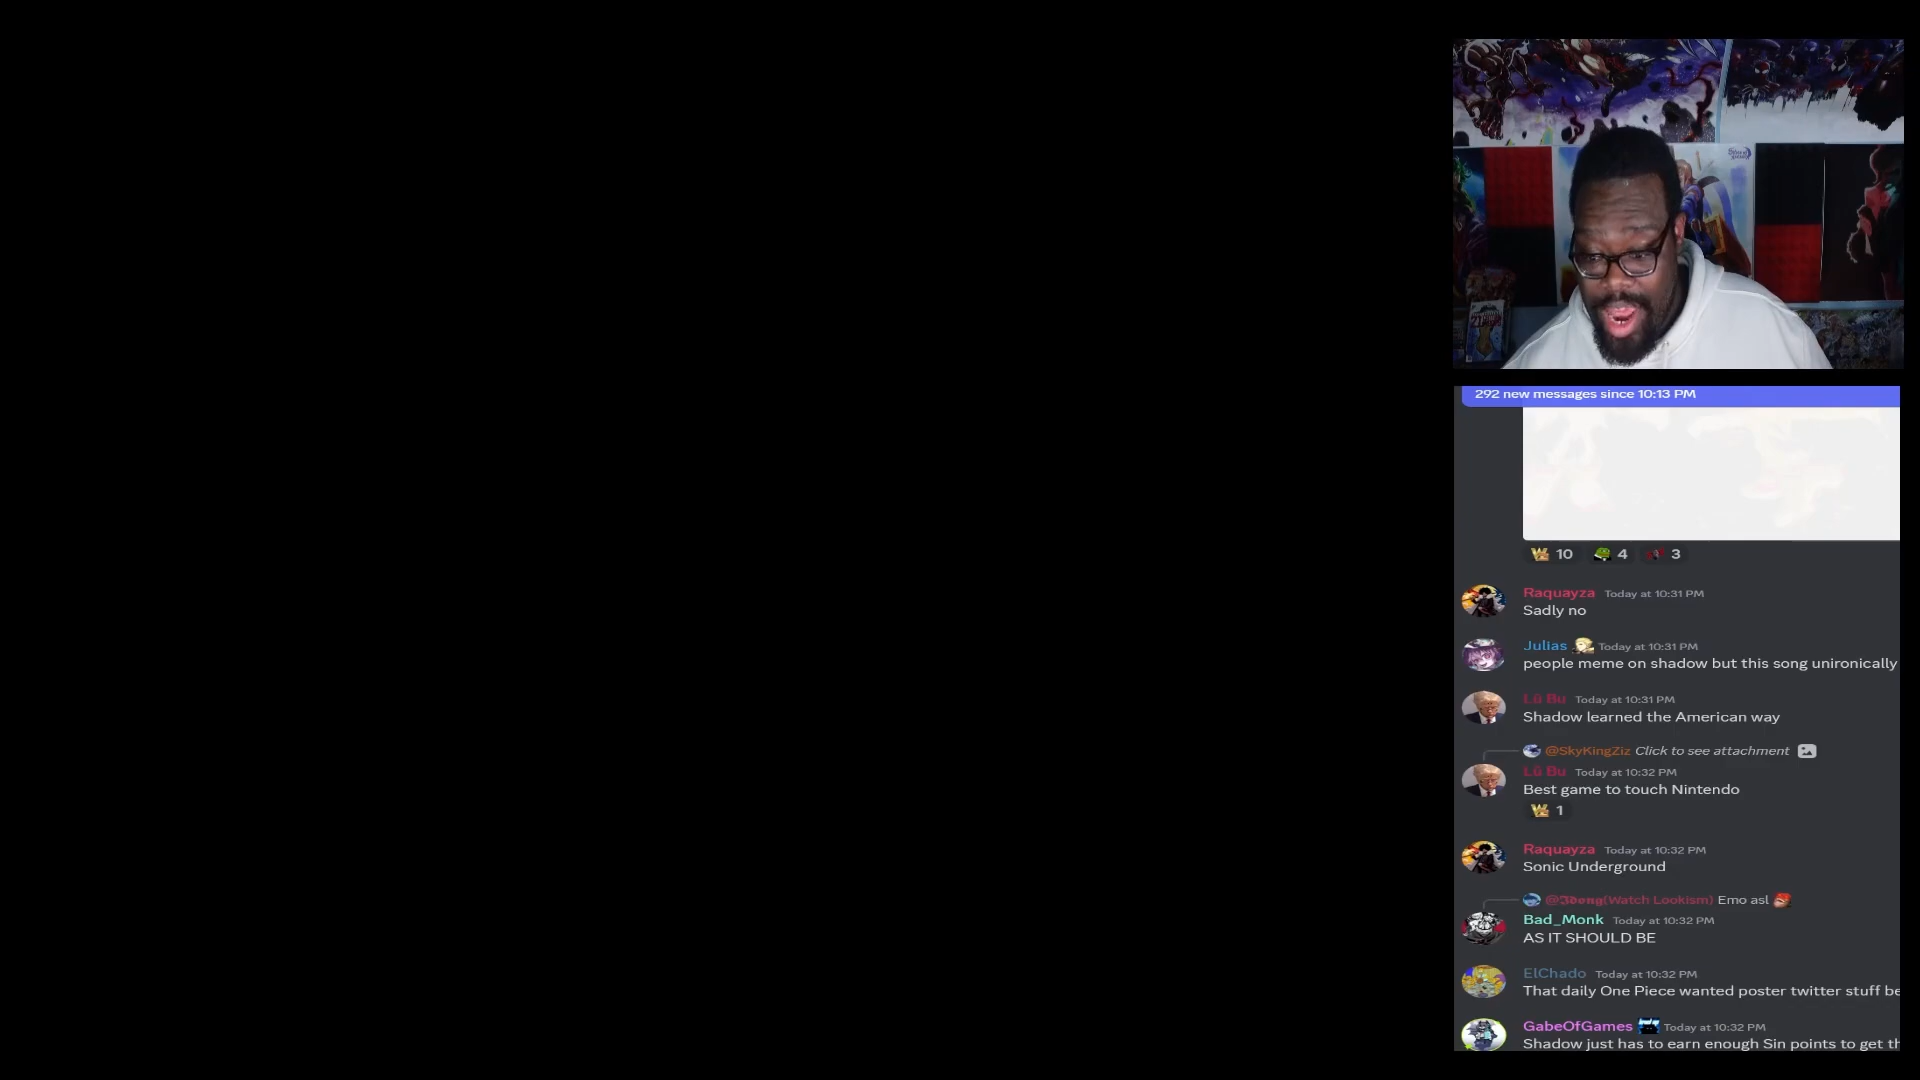 292 new messages since 10:13 PM
10 4 3
Raquayza Today at 10:31 PM
Sadly no
Julias Today at 10:31 PM
people meme on shadow but this song unironically
Lü Bu Today at 10:31 PM
Shadow learned the American way
@SkyKingZiz Click to see attachment
Lü Bu Today at 10:32 PM
Best game to touch Nintendo
1
Raquayza Today at 10:32 PM
Sonic Underground
(Watch Lookism) Emo asl
Bad_Monk Today at 10:32 PM
AS IT SHOULD BE
ElChado Today at 10:32 PM
That daily One Piece wanted poster twitter stuff be
GabeOfGames Today at 10:32 PM
Shadow just has to earn enough Sin points to get th